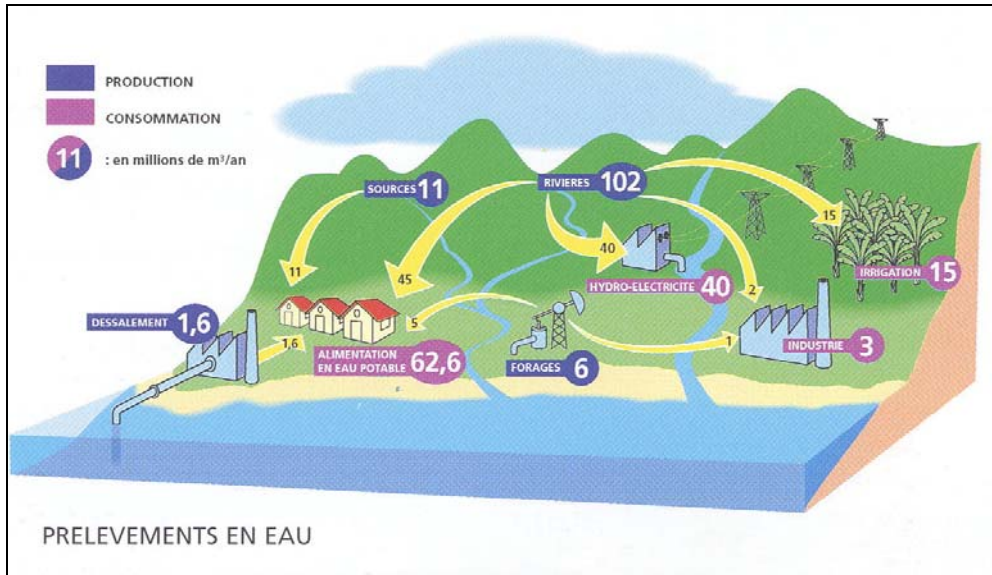 PRODUCTION
CONSOMMATION
11 : en millions de m³/an
SOURCES 11
RIVIERES 102
15
11
45
40
IRRIGATION 15
HYDRO-ELECTRICITE 40
2
DESSALEMENT 1,6
5
1,6
1
INDUSTRIE 3
ALIMENTATION
EN EAU POTABLE 62,6
FORAGES 6
PRELEVEMENTS EN EAU